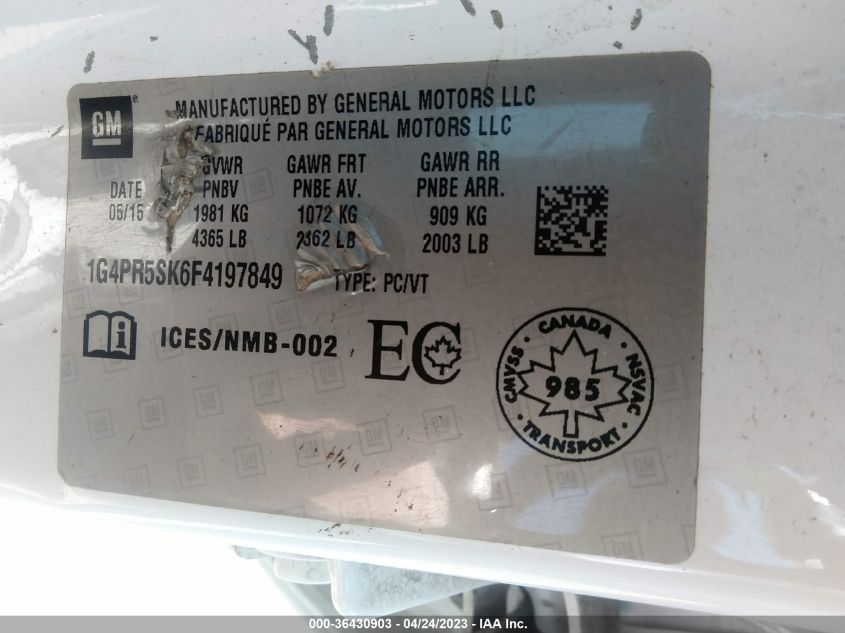 GM ®
MANUFACTURED BY GENERAL MOTORS LLC
FABRIQUÉ PAR GENERAL MOTORS LLC
GVWR GAWR FRT GAWR RR
DATE PNBV PNBE AV. PNBE ARR.
05/15 1981 KG 1072 KG 909 KG
4365 LB 2362 LB 2003 LB
1G4PR5SK6F4197849 TYPE: PC/VT
i ICES/NMB-002 EC
CANADA
CMVSS NSVAC
985
TRANSPORT
000-36430903 / 04/24/2023 - IAA Inc.